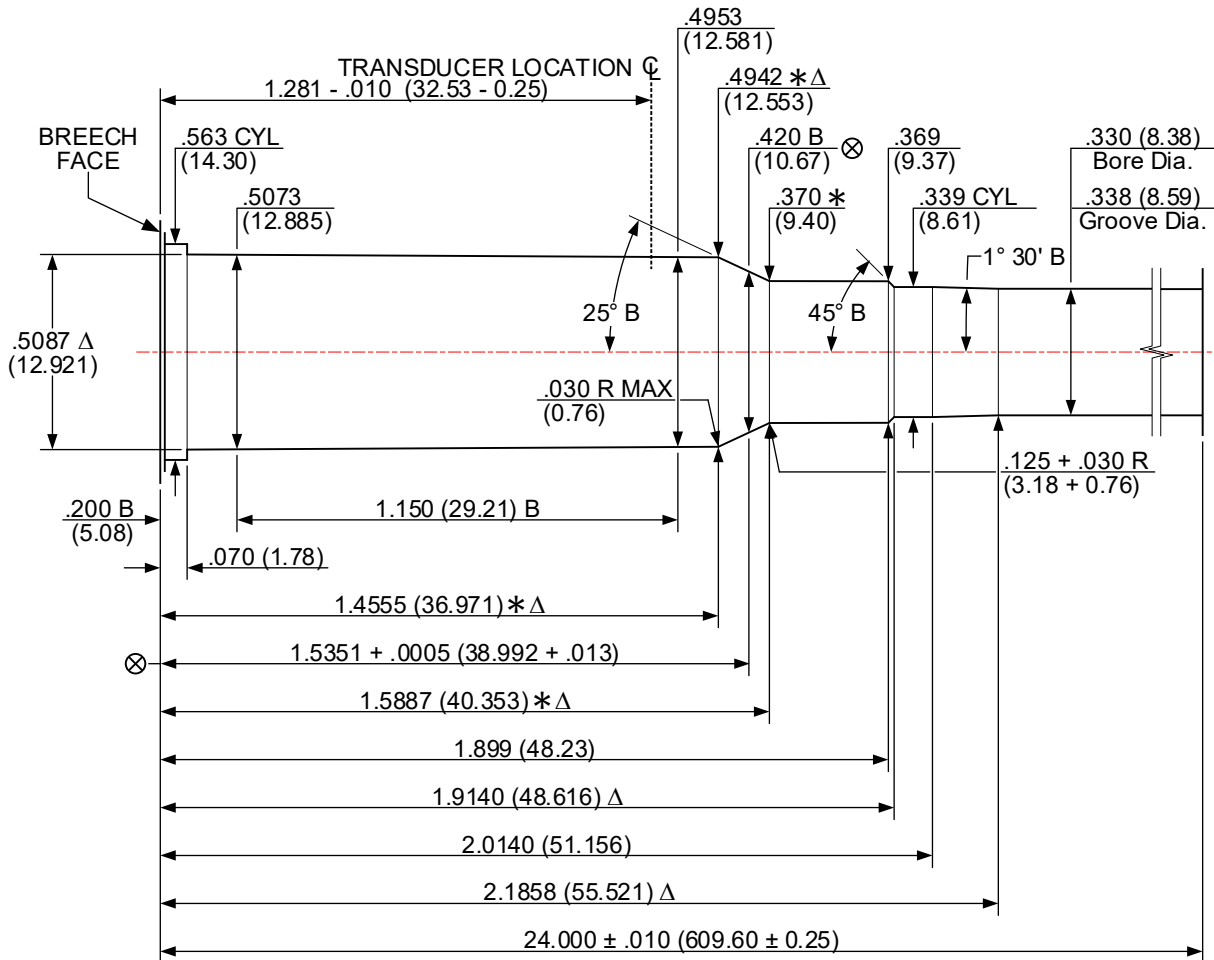 .4953
(12.581)
TRANSDUCER LOCATION ℄
1.281 - .010 (32.53 - 0.25)
.4942 * Δ
(12.553)
BREECH
FACE
.563 CYL
(14.30)
.420 B ⊗
(10.67)
.369
(9.37)
.330 (8.38)
Bore Dia.
.5073
(12.885)
.370 *
(9.40)
.339 CYL
(8.61)
.338 (8.59)
Groove Dia.
1° 30' B
25° B
45° B
.5087 Δ
(12.921)
.030 R MAX
(0.76)
.125 + .030 R
(3.18 + 0.76)
.200 B
(5.08)
1.150 (29.21) B
.070 (1.78)
1.4555 (36.971) * Δ
⊗ 1.5351 + .0005 (38.992 + .013)
1.5887 (40.353) * Δ
1.899 (48.23)
1.9140 (48.616) Δ
2.0140 (51.156)
2.1858 (55.521) Δ
24.000 ± .010 (609.60 ± 0.25)